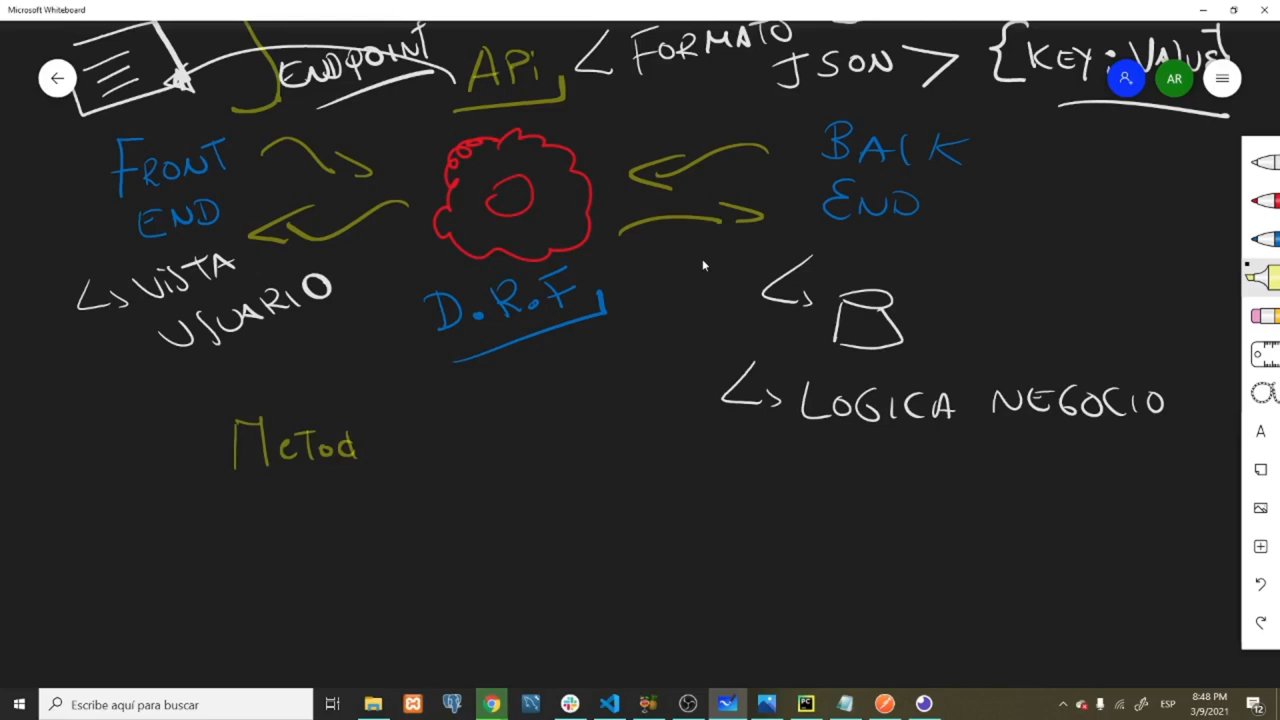 Microsoft Whiteboard
ENDPOINT
APi
< FORMATO
JSON >
{KEY: VALUE
AR
FRONT
END
BACK
END
VISTA
USUARIO
D.R.F
LOGICA NEGOCIO
Metod
A
Escribe aquí para buscar
ESP
8:48 PM
3/9/2021
12